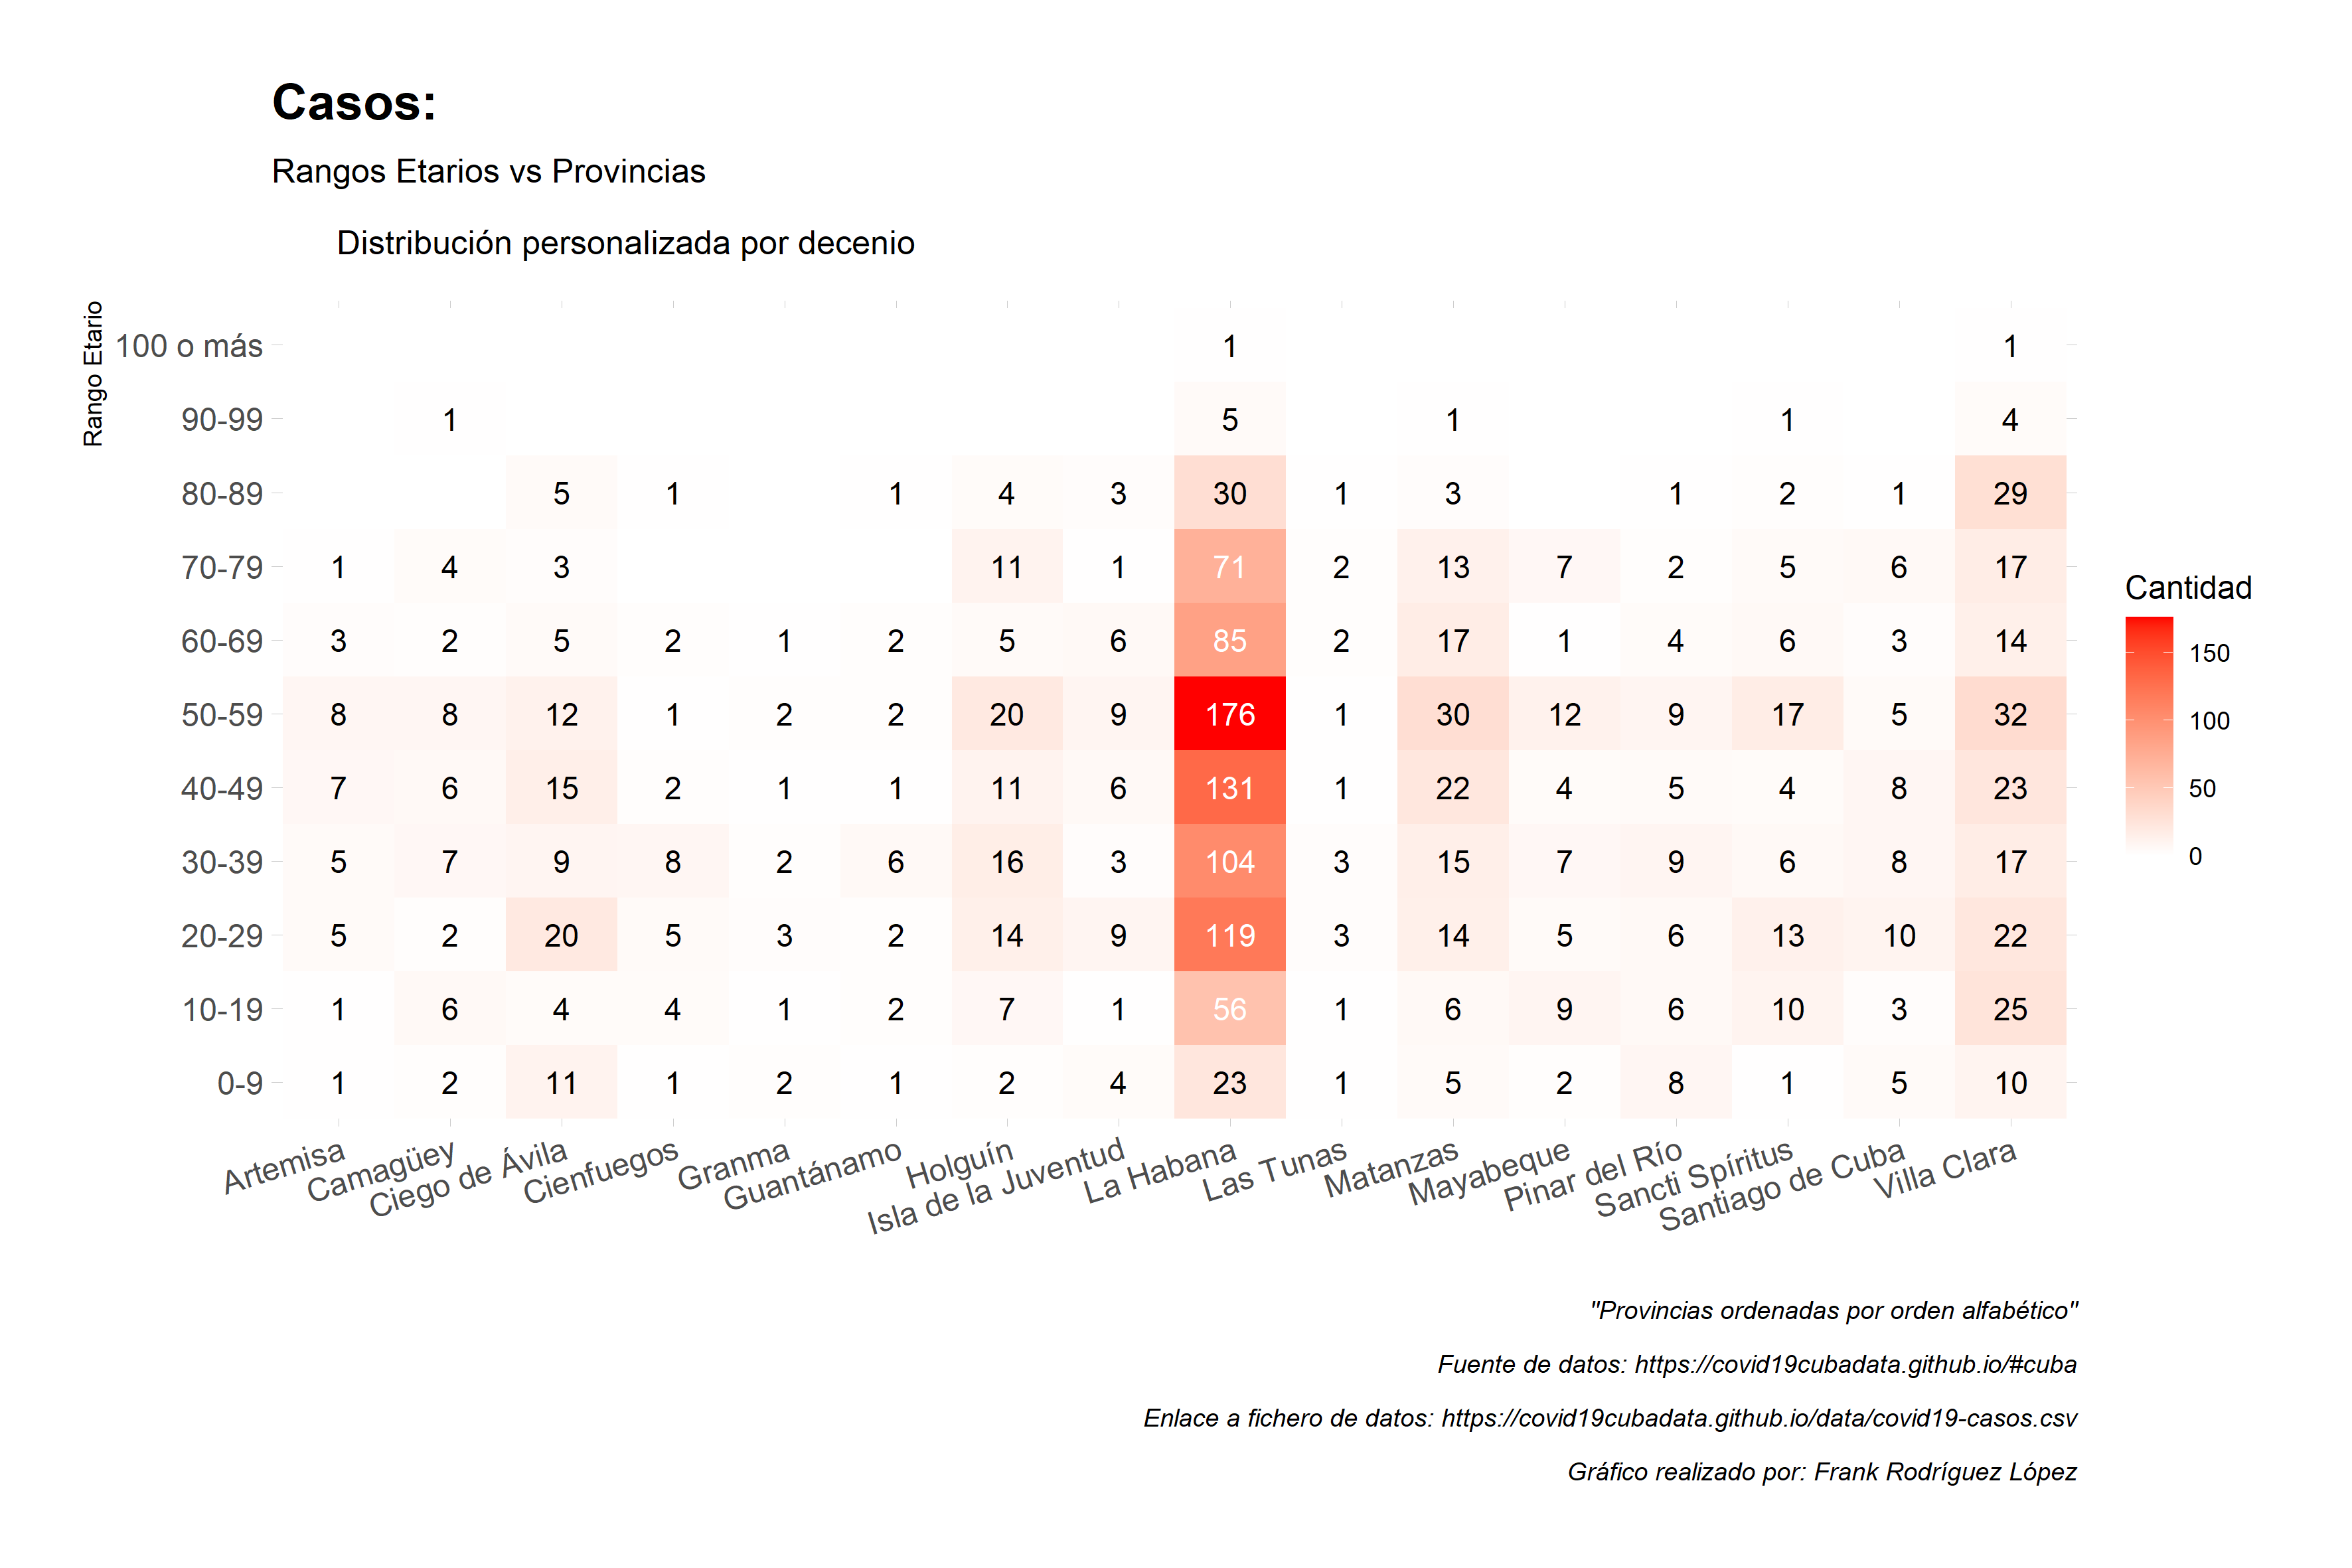 Casos:
Rangos Etarios vs Provincias
Distribución personalizada por decenio
Rango Etario
100 o más 1 1
90-99 1 5 1 1 4
80-89 5 1 1 4 3 30 1 3 1 2 1 29
70-79 1 4 3 11 1 71 2 13 7 2 5 6 17
60-69 3 2 5 2 1 2 5 6 85 2 17 1 4 6 3 14
50-59 8 8 12 1 2 2 20 9 176 1 30 12 9 17 5 32
40-49 7 6 15 2 1 1 11 6 131 1 22 4 5 4 8 23
30-39 5 7 9 8 2 6 16 3 104 3 15 7 9 6 8 17
20-29 5 2 20 5 3 2 14 9 119 3 14 5 6 13 10 22
10-19 1 6 4 4 1 2 7 1 56 1 6 9 6 10 3 25
0-9 1 2 11 1 2 1 2 4 23 1 5 2 8 1 5 10
Artemisa
Camagüey
Ciego de Ávila
Cienfuegos
Granma
Guantánamo
Holguín
Isla de la Juventud
La Habana
Las Tunas
Matanzas
Mayabeque
Pinar del Río
Sancti Spíritus
Santiago de Cuba
Villa Clara
Cantidad
150
100
50
0
"Provincias ordenadas por orden alfabético"
Fuente de datos: https://covid19cubadata.github.io/#cuba
Enlace a fichero de datos: https://covid19cubadata.github.io/data/covid19-casos.csv
Gráfico realizado por: Frank Rodríguez López